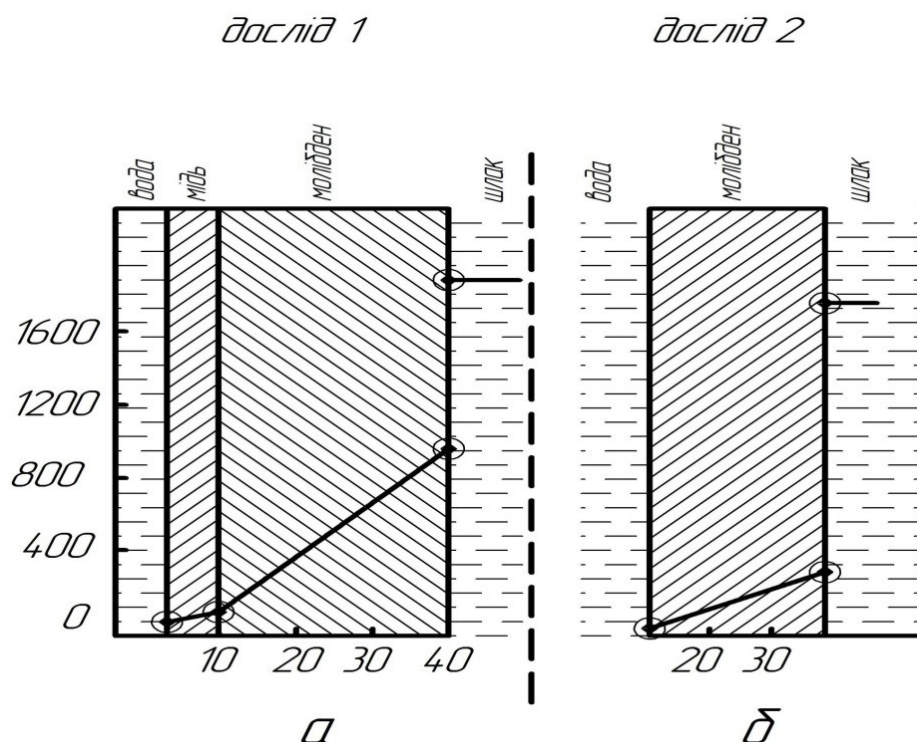 дослід 1
дослід 2
вода
мідь
молібден
шлак
вода
молібден
шлак
1600
1200
800
400
0
10 20 30 40
20 30
а
б